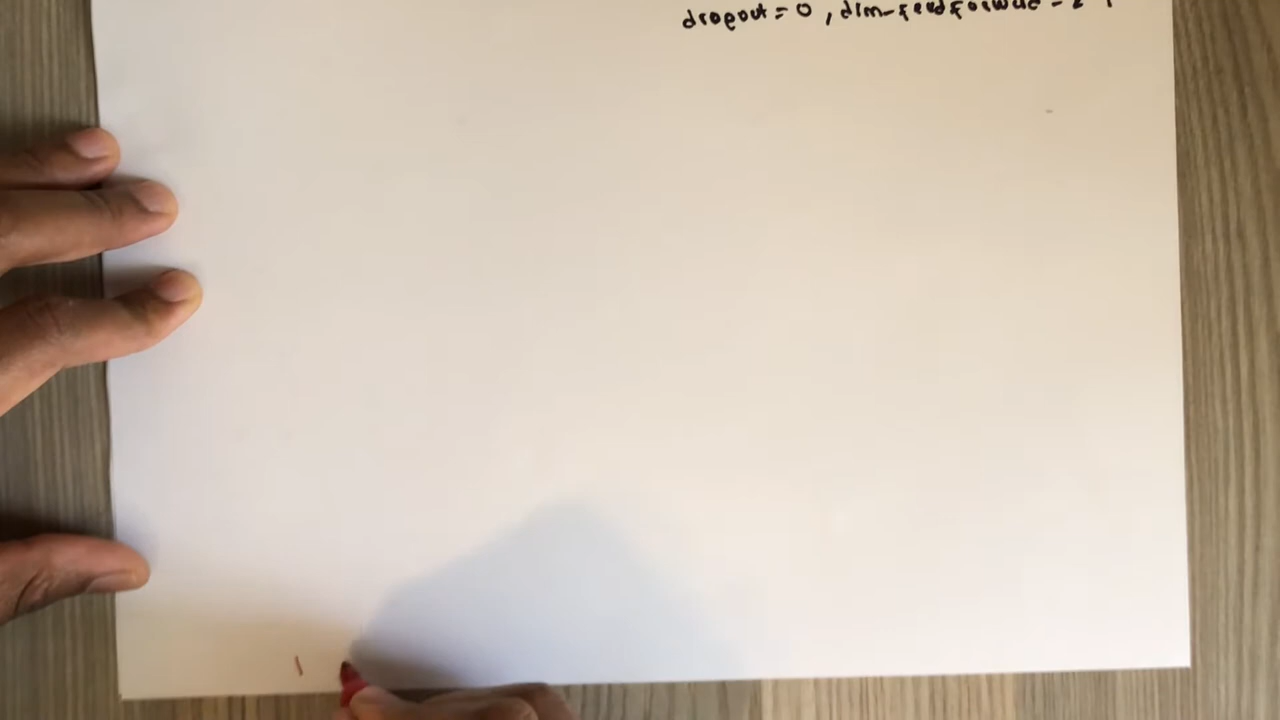 dropout = 0 , dim-feedforward =